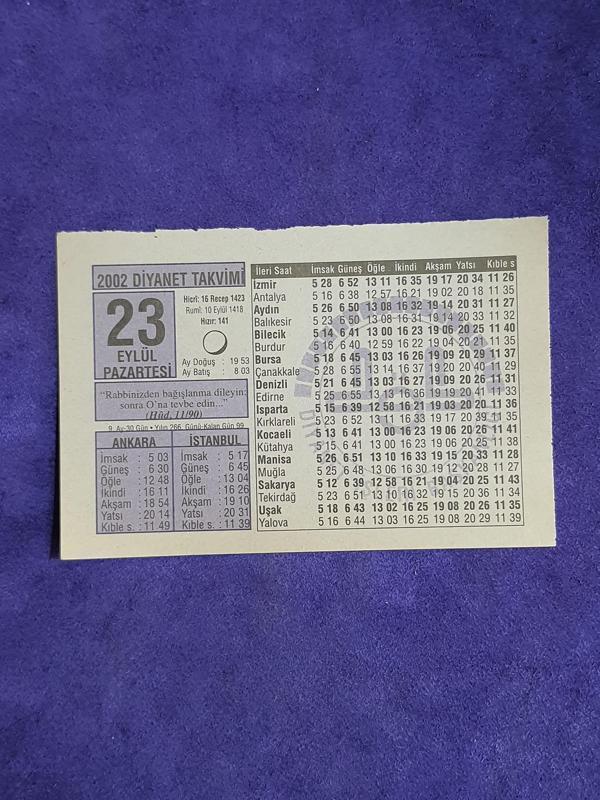 2002 DİYANET TAKVİMİ
23
EYLÜL
PAZARTESİ
Hicrî: 16 Recep 1423
Rumî: 10 Eylül 1418
Hızır: 141
Ay Doğuş : 19 53
Ay Batış : 8 03
“Rabbinizden bağışlanma dileyin;
sonra O’na tevbe edin...”
(Hûd, 11/90)
9. Ay-30 Gün • Yılın 266. Günü-Kalan Gün 99
ANKARA
İmsak : 5 03
Güneş : 6 30
Öğle : 12 48
İkindi : 16 11
Akşam : 18 54
Yatsı : 20 14
Kıble s. : 11 49
İSTANBUL
İmsak : 5 17
Güneş : 6 45
Öğle : 13 04
İkindi : 16 26
Akşam : 19 10
Yatsı : 20 31
Kıble s. : 11 39
İleri Saat İmsak Güneş Öğle İkindi Akşam Yatsı Kıble s
İzmir 5 28 6 52 13 11 16 35 19 17 20 34 11 26
Antalya 5 16 6 38 12 57 16 21 19 02 20 18 11 35
Aydın 5 26 6 50 13 08 16 32 19 14 20 31 11 27
Balıkesir 5 23 6 50 13 08 16 31 19 14 20 33 11 32
Bilecik 5 14 6 41 13 00 16 23 19 06 20 25 11 40
Burdur 5 16 6 40 12 59 16 22 19 04 20 21 11 35
Bursa 5 18 6 45 13 03 16 26 19 09 20 29 11 37
Çanakkale 5 28 6 55 13 14 16 37 19 20 20 40 11 30
Denizli 5 21 6 45 13 03 16 27 19 09 20 26 11 31
Edirne 5 25 6 55 13 13 16 36 19 19 20 41 11 34
Isparta 5 15 6 39 12 58 16 21 19 03 20 20 11 36
Kırklareli 5 23 6 52 13 11 16 33 19 17 20 39 11 35
Kocaeli 5 13 6 41 13 00 16 23 19 06 20 26 11 41
Kütahya 5 15 6 41 13 00 16 23 19 06 20 25 11 38
Manisa 5 26 6 51 13 10 16 33 19 15 20 33 11 28
Muğla 5 25 6 48 13 06 16 30 19 12 20 28 11 27
Sakarya 5 12 6 39 12 58 16 21 19 04 20 25 11 43
Tekirdağ 5 23 6 51 13 10 16 32 19 15 20 36 11 34
Uşak 5 18 6 43 13 02 16 25 19 08 20 26 11 35
Yalova 5 16 6 44 13 03 16 25 19 08 20 29 11 39